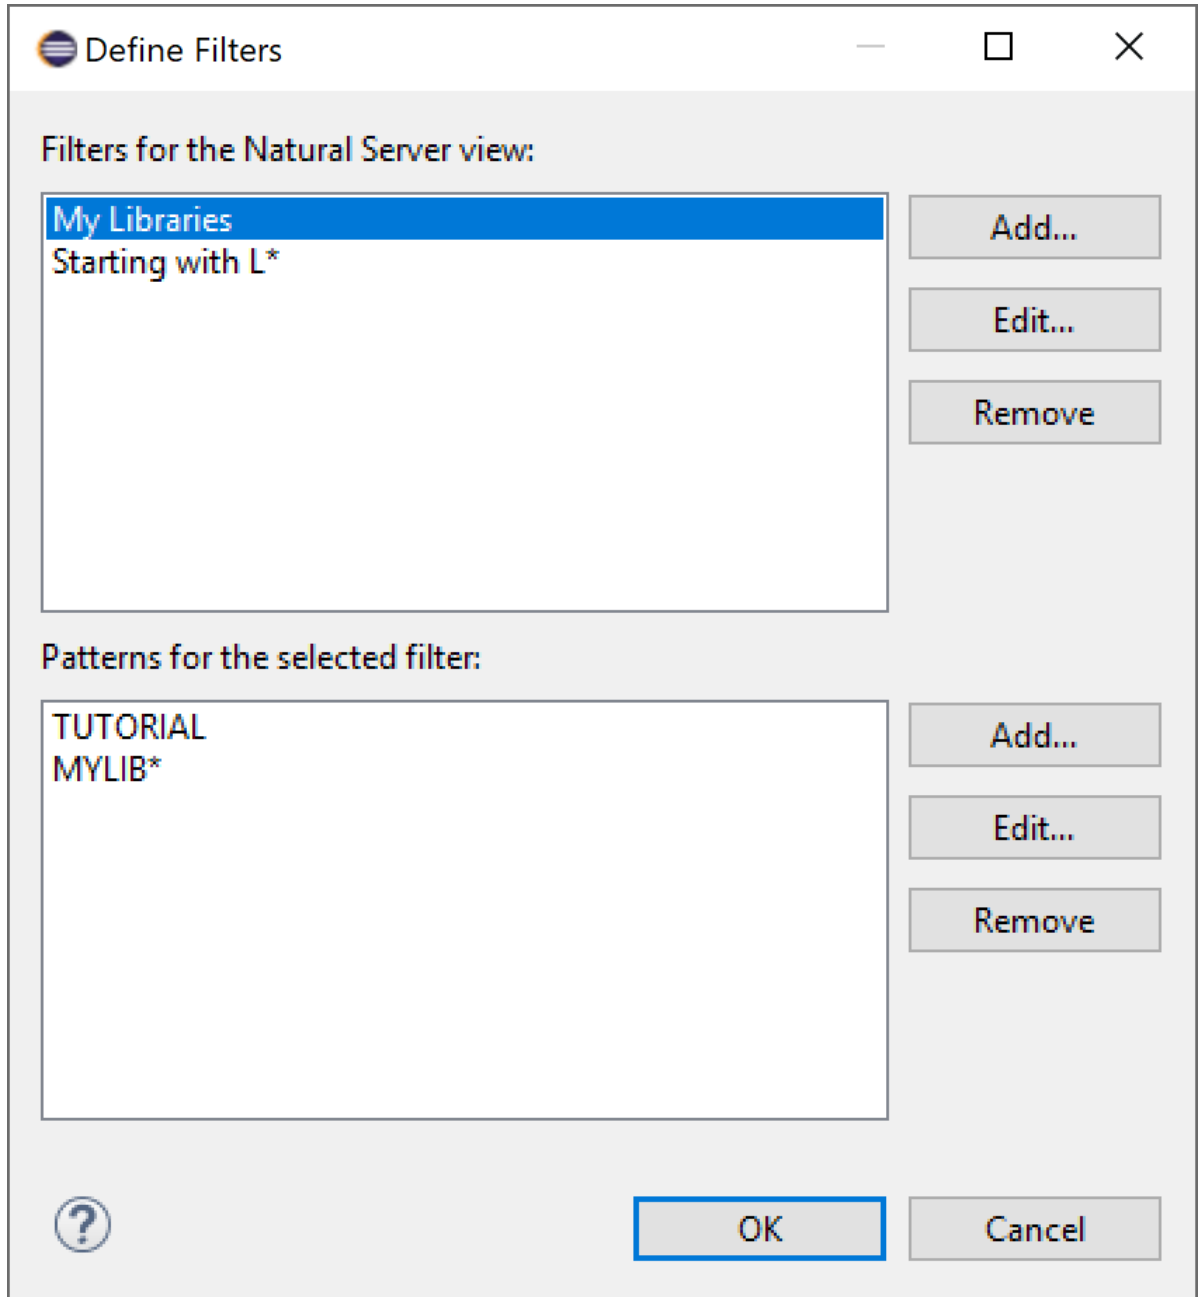 Define Filters
Filters for the Natural Server view:
My Libraries
Starting with L*
Add...
Edit...
Remove
Patterns for the selected filter:
TUTORIAL
MYLIB*
Add...
Edit...
Remove
?
OK
Cancel